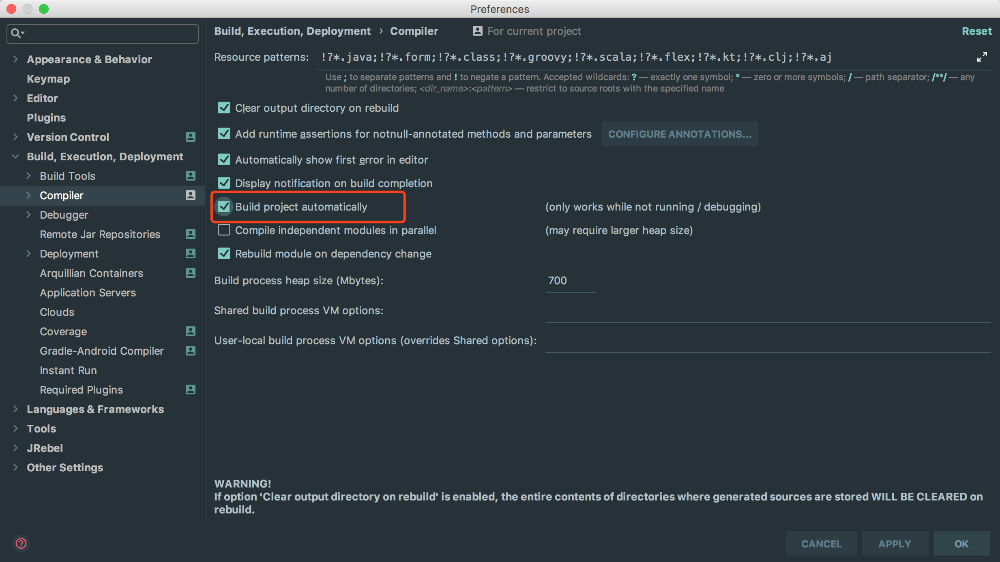 Preferences
Appearance & Behavior
Keymap
Editor
Plugins
Version Control
Build, Execution, Deployment
Build Tools
Compiler
Debugger
Remote Jar Repositories
Deployment
Arquillian Containers
Application Servers
Clouds
Coverage
Gradle-Android Compiler
Instant Run
Required Plugins
Languages & Frameworks
Tools
JRebel
Other Settings
Build, Execution, Deployment › Compiler For current project Reset
Resource patterns: !?*.java;!?*.form;!?*.class;!?*.groovy;!?*.scala;!?*.flex;!?*.kt;!?*.clj;!?*.aj
Use ; to separate patterns and ! to negate a pattern. Accepted wildcards: ? — exactly one symbol; * — zero or more symbols; / — path separator; /**/ — any
number of directories; <dir_name>:<pattern> — restrict to source roots with the specified name
Clear output directory on rebuild
Add runtime assertions for notnull-annotated methods and parameters CONFIGURE ANNOTATIONS...
Automatically show first error in editor
Display notification on build completion
Build project automatically (only works while not running / debugging)
Compile independent modules in parallel (may require larger heap size)
Rebuild module on dependency change
Build process heap size (Mbytes): 700
Shared build process VM options:
User-local build process VM options (overrides Shared options):
WARNING!
If option 'Clear output directory on rebuild' is enabled, the entire contents of directories where generated sources are stored WILL BE CLEARED on
rebuild.
? CANCEL APPLY OK